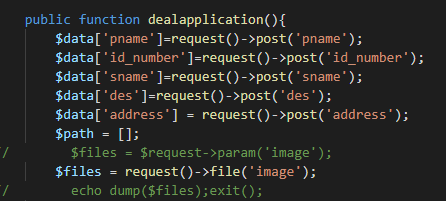 public function dealapplication(){
$data['pname']=request()->post('pname');
$data['id_number']=request()->post('id_number');
$data['sname']=request()->post('sname');
$data['des']=request()->post('des');
$data['address'] = request()->post('address');
$path = [];
// $files = $request->param('image');
$files = request()->file('image');
// echo dump($files);exit();